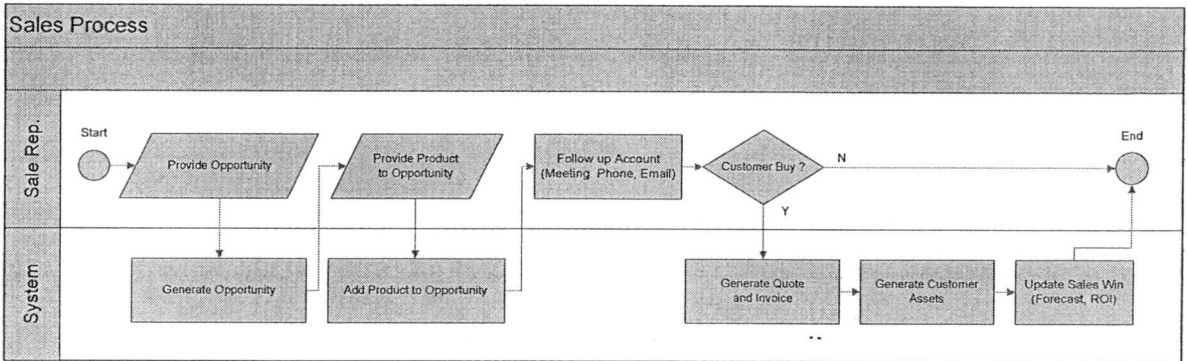 Sales Process
Sale Rep.
Start
Provide Opportunity
Provide Product
to Opportunity
Follow up Account
(Meeting Phone, Email)
Customer Buy ?
N
End
Y
System
Generate Opportunity
Add Product to Opportunity
Generate Quote
and Invoice
Generate Customer
Assets
Update Sales Win
(Forecast, ROI)